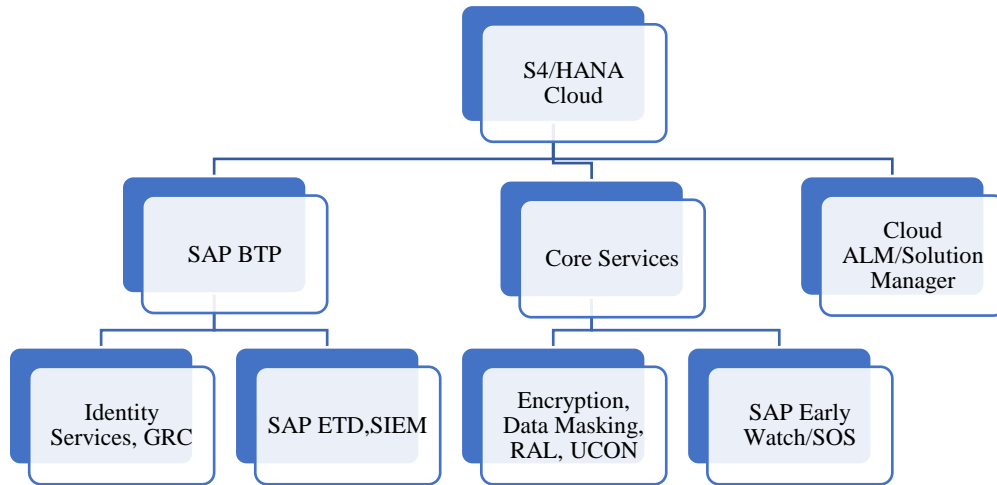 S4/HANA
Cloud
SAP BTP
Core Services
Cloud
ALM/Solution
Manager
Identity
Services, GRC
SAP ETD,SIEM
Encryption,
Data Masking,
RAL, UCON
SAP Early
Watch/SOS